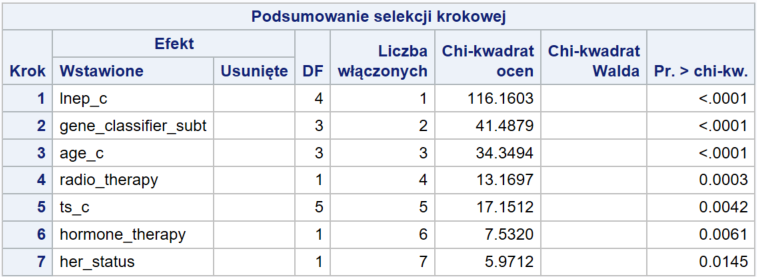 Podsumowanie selekcji krokowej
Krok Efekt DF Liczba włączonych Chi-kwadrat ocen Chi-kwadrat Walda Pr. > chi-kw.
Wstawione Usunięte
1 lnep_c 4 1 116.1603 <.0001
2 gene_classifier_subt 3 2 41.4879 <.0001
3 age_c 3 3 34.3494 <.0001
4 radio_therapy 1 4 13.1697 0.0003
5 ts_c 5 5 17.1512 0.0042
6 hormone_therapy 1 6 7.5320 0.0061
7 her_status 1 7 5.9712 0.0145